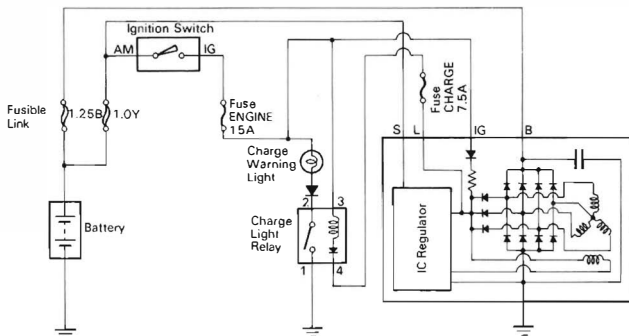 Ignition Switch
AM
IG
Fusible
Link
1.25B
1.0Y
Fuse
ENGINE
15A
Fuse
CHARGE
7.5A
S
L
IG
B
Charge
Warning
Light
2
3
Battery
Charge
Light
Relay
1
4
IC Regulator